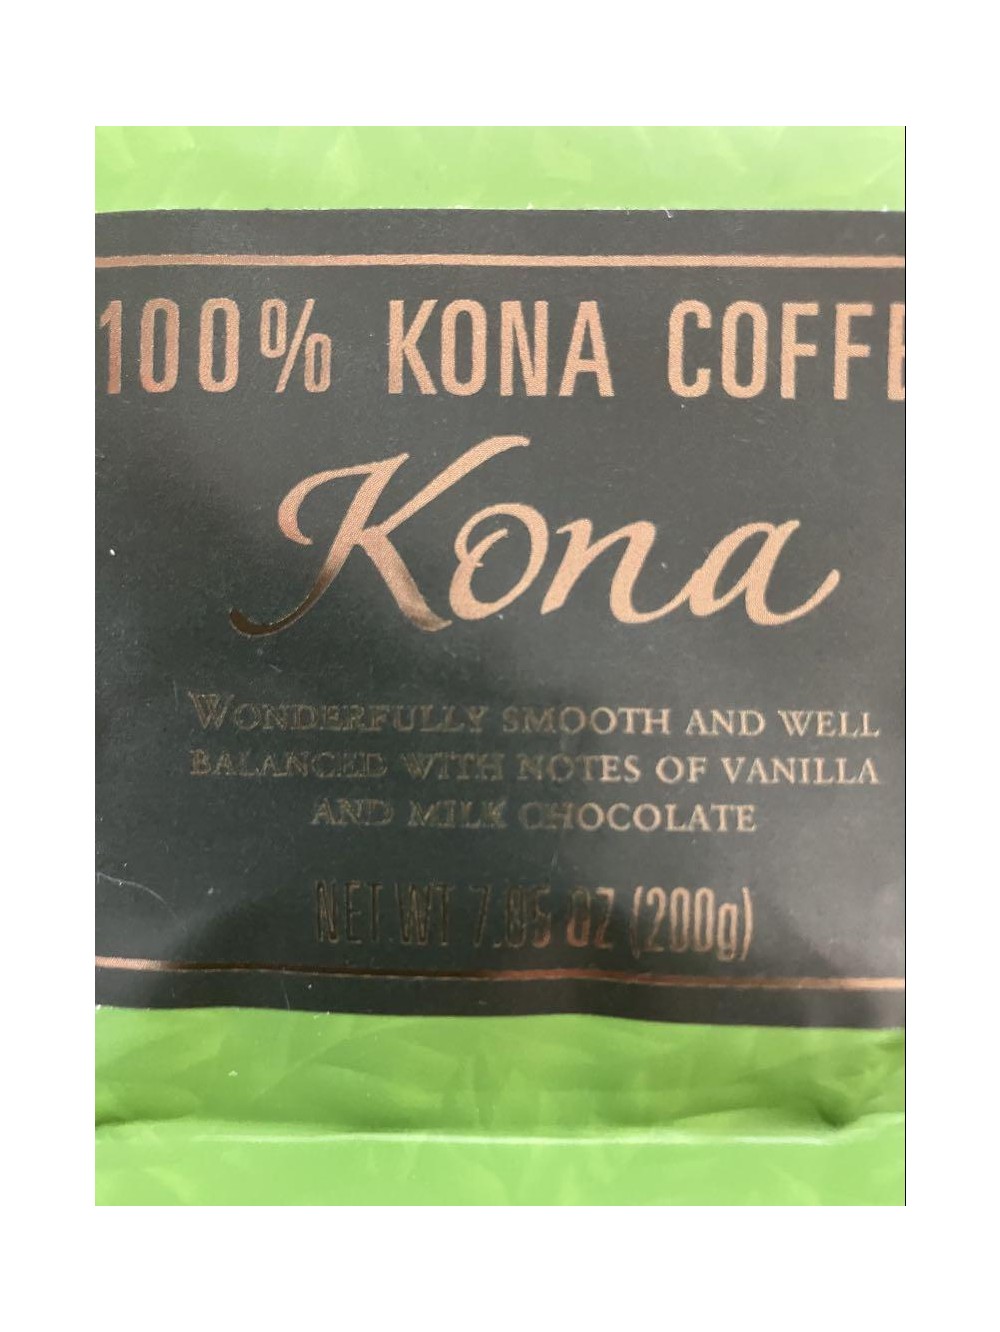 100% KONA COFFE
Kona
WONDERFULLY SMOOTH AND WELL
BALANCED WITH NOTES OF VANILLA
AND MILK CHOCOLATE
NET WT 7.05 OZ (200g)